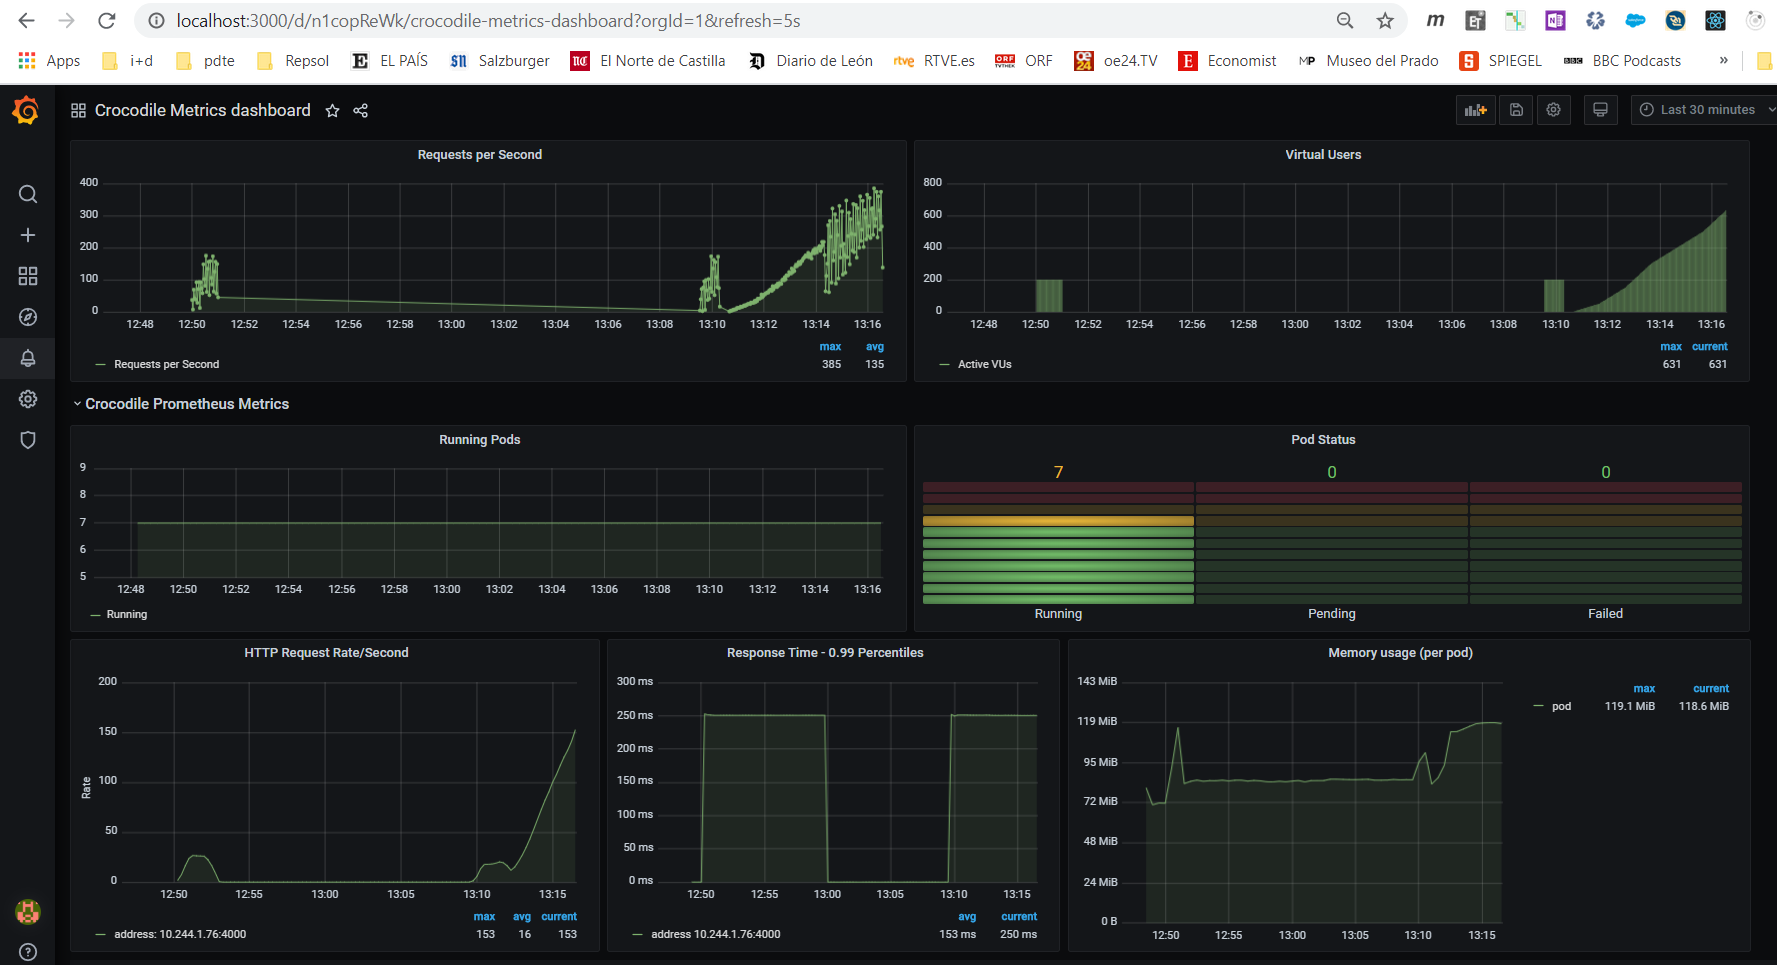 localhost:3000/d/n1copReWk/crocodile-metrics-dashboard?orgId=1&refresh=5s
Apps i+d pdte Repsol EL PAÍS Salzburger El Norte de Castilla Diario de León RTVE.es ORF oe24.TV Economist Museo del Prado SPIEGEL BBC Podcasts »
Crocodile Metrics dashboard
Last 30 minutes
Requests per Second
400
300
200
100
0
12:48 12:50 12:52 12:54 12:56 12:58 13:00 13:02 13:04 13:06 13:08 13:10 13:12 13:14 13:16
max avg
Requests per Second 385 135
Virtual Users
800
600
400
200
0
12:48 12:50 12:52 12:54 12:56 12:58 13:00 13:02 13:04 13:06 13:08 13:10 13:12 13:14 13:16
max current
Active VUs 631 631
Crocodile Prometheus Metrics
Running Pods
9
8
7
6
5
12:48 12:50 12:52 12:54 12:56 12:58 13:00 13:02 13:04 13:06 13:08 13:10 13:12 13:14 13:16
Running
Pod Status
7 0 0
Running Pending Failed
HTTP Request Rate/Second
Rate
200
150
100
50
0
12:50 12:55 13:00 13:05 13:10 13:15
max avg current
address: 10.244.1.76:4000 153 16 153
Response Time - 0.99 Percentiles
300 ms
250 ms
200 ms
150 ms
100 ms
50 ms
0 ms
12:50 12:55 13:00 13:05 13:10 13:15
avg current
address 10.244.1.76:4000 153 ms 250 ms
Memory usage (per pod)
143 MiB
119 MiB
95 MiB
72 MiB
48 MiB
24 MiB
0 B
12:50 12:55 13:00 13:05 13:10 13:15
max current
pod 119.1 MiB 118.6 MiB